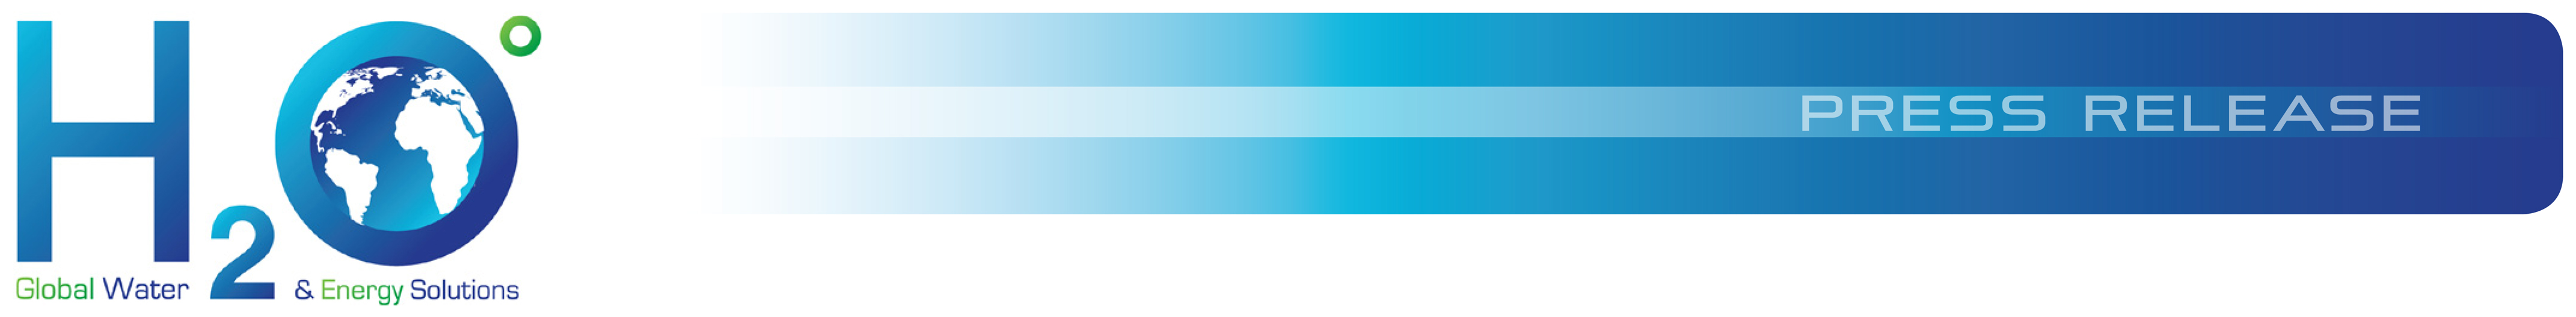 H2O°
Global Water & Energy Solutions
PRESS RELEASE